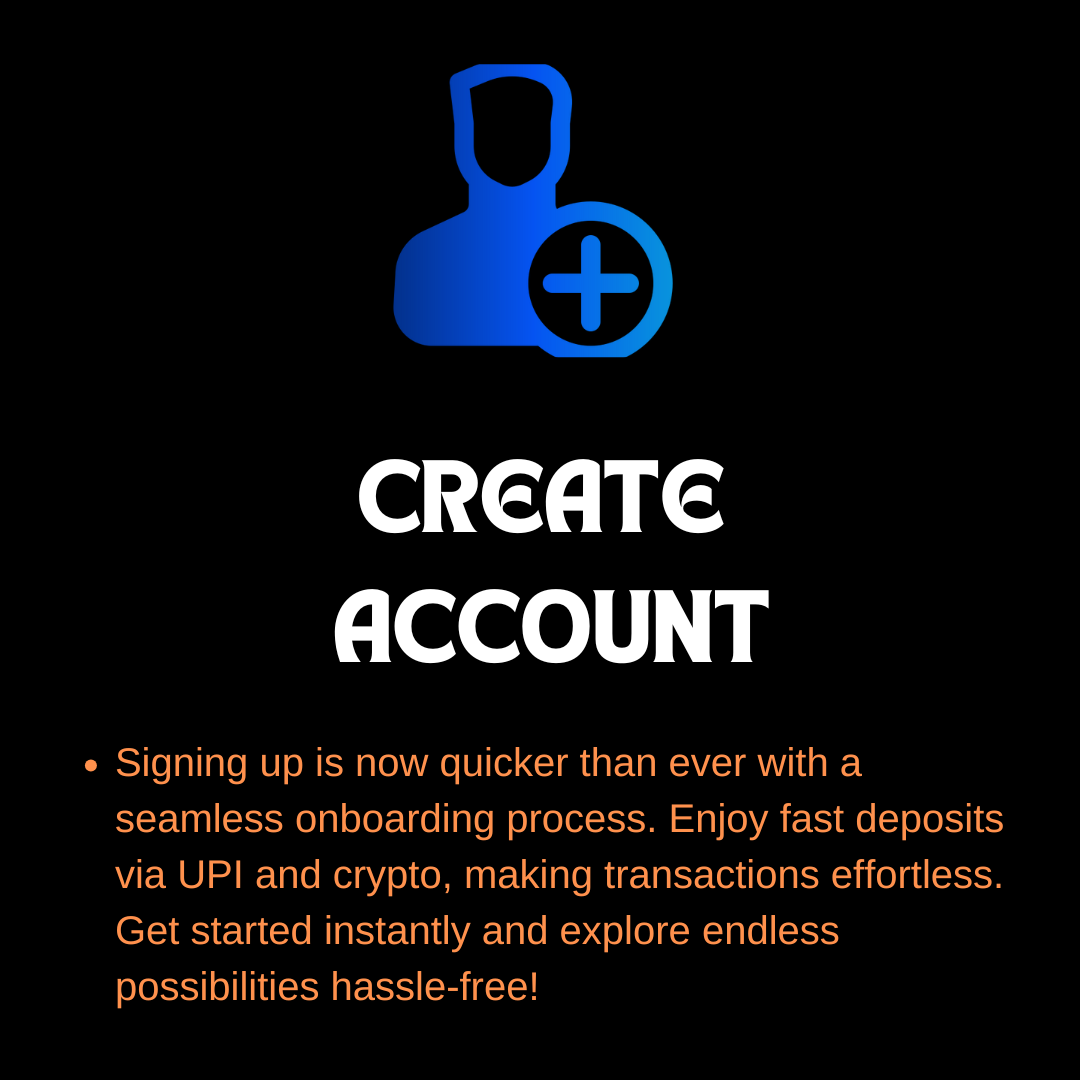 CREATE
ACCOUNT
• Signing up is now quicker than ever with a
seamless onboarding process. Enjoy fast deposits
via UPI and crypto, making transactions effortless.
Get started instantly and explore endless
possibilities hassle-free!